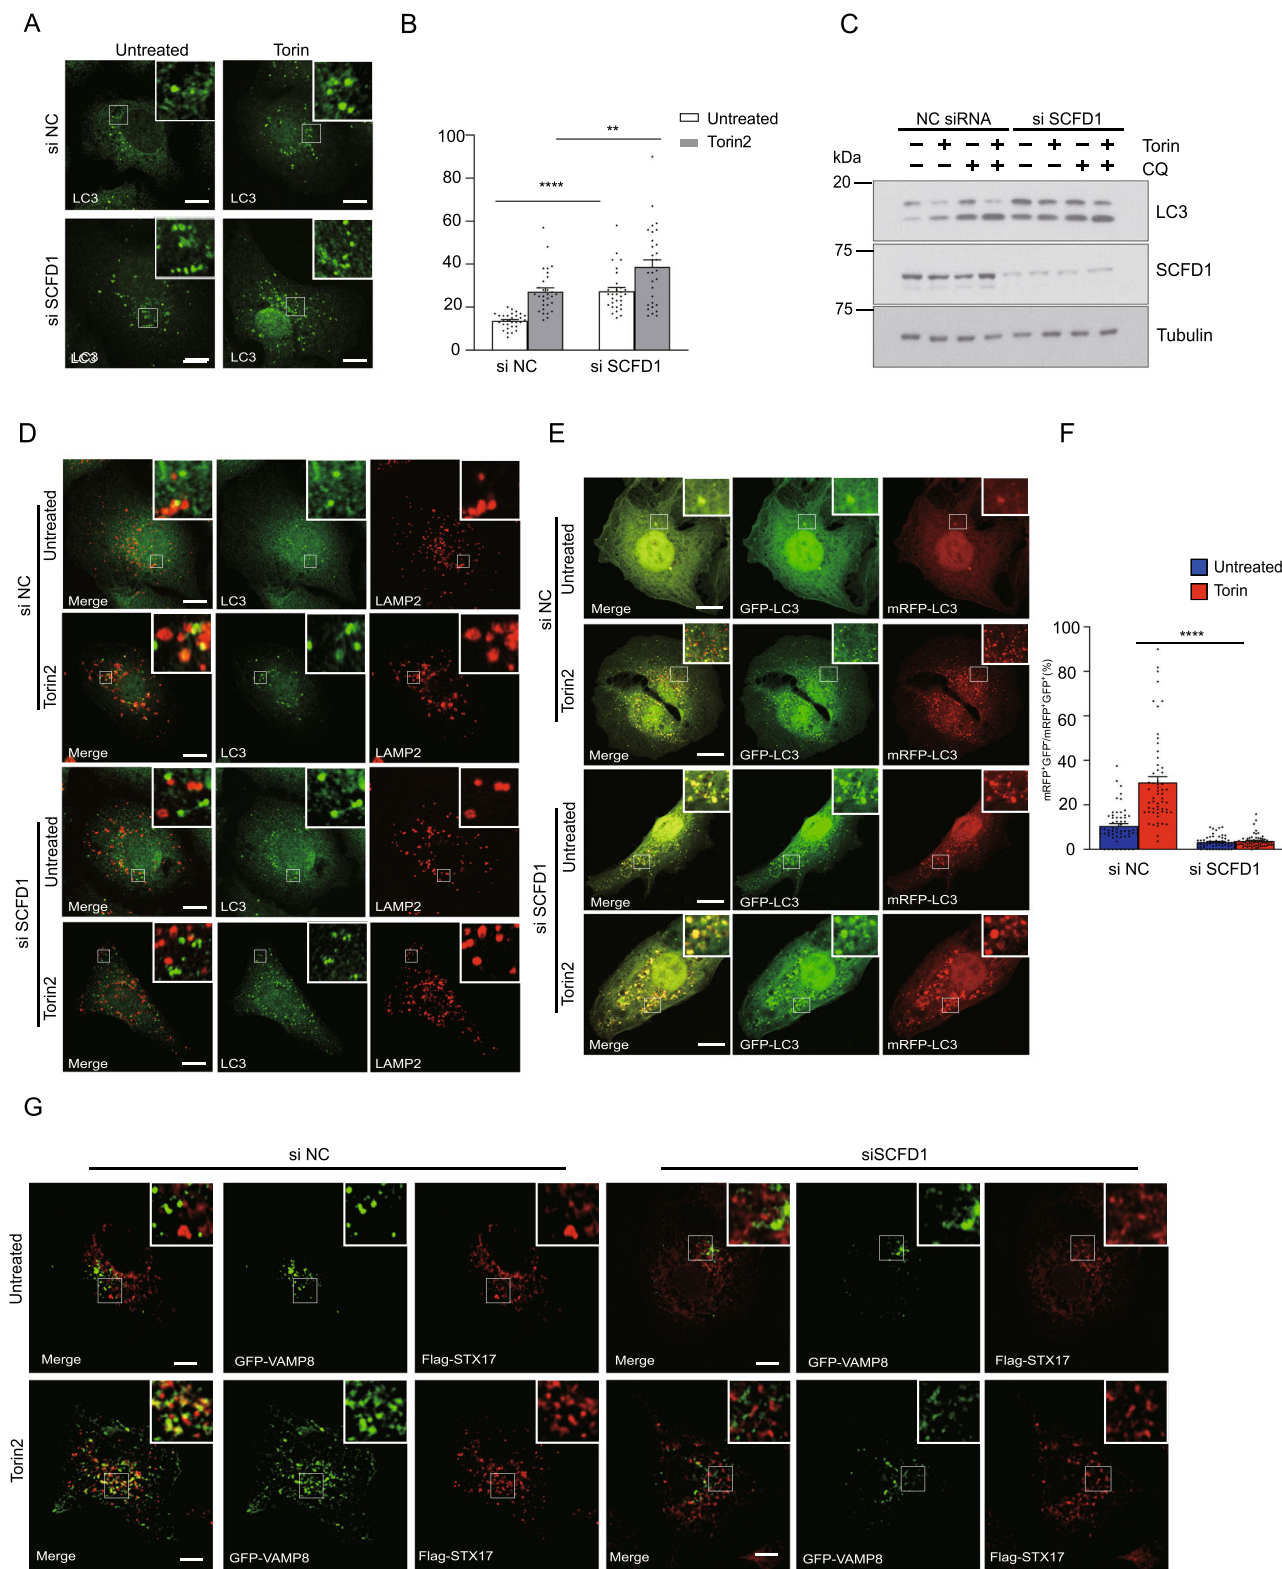 A
Untreated
Torin
si NC
LC3
LC3
si SCFD1
LC3
LC3
B
Untreated
Torin2
100
80
60
40
20
0
**
****
si NC
si SCFD1
C
NC siRNA
si SCFD1
− + − + − + − +
Torin
− − + + − − + +
CQ
kDa
20
LC3
75
SCFD1
75
Tubulin
D
si NC
Untreated
Merge
LC3
LAMP2
Torin2
Merge
LC3
LAMP2
si SCFD1
Untreated
Merge
LC3
LAMP2
Torin2
Merge
LC3
LAMP2
E
si NC
Untreated
Merge
GFP-LC3
mRFP-LC3
Torin2
Merge
GFP-LC3
mRFP-LC3
si SCFD1
Untreated
Merge
GFP-LC3
mRFP-LC3
Torin2
Merge
GFP-LC3
mRFP-LC3
F
Untreated
Torin
mRFP⁺GFP⁻/mRFP⁺GFP⁺(%)
100
80
60
40
20
0
****
si NC
si SCFD1
G
si NC
siSCFD1
Untreated
Merge
GFP-VAMP8
Flag-STX17
Merge
GFP-VAMP8
Flag-STX17
Torin2
Merge
GFP-VAMP8
Flag-STX17
Merge
GFP-VAMP8
Flag-STX17